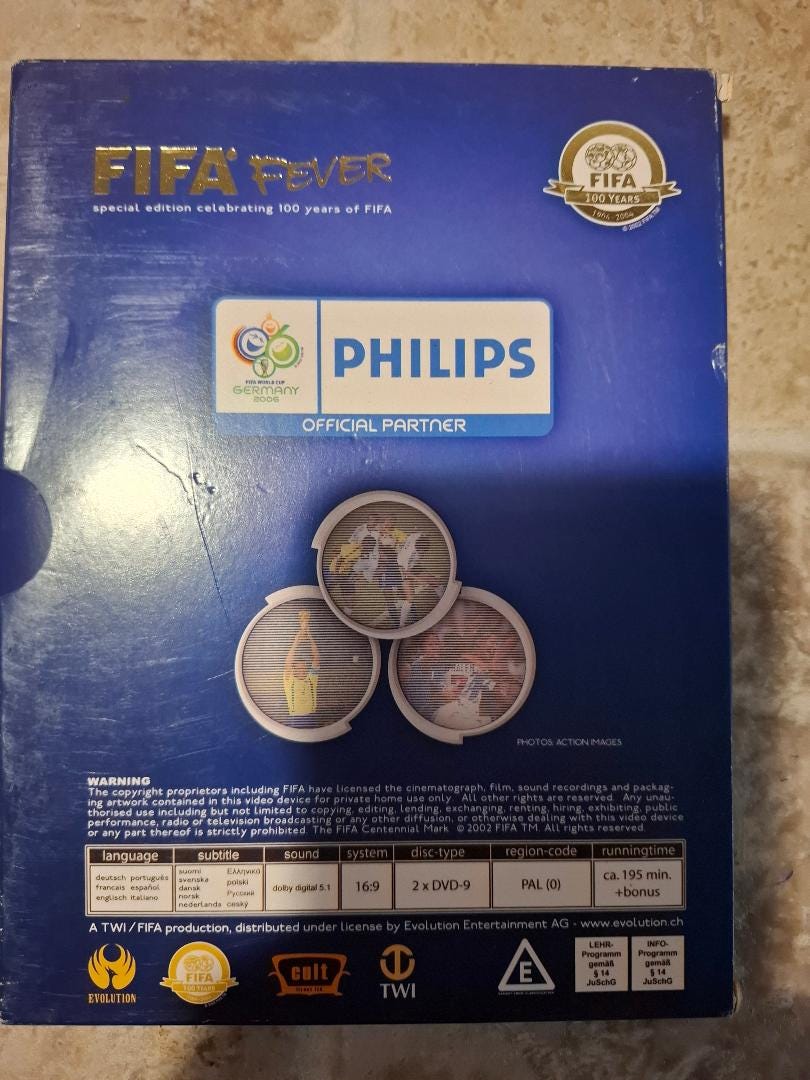 FIFA® FEVER
special edition celebrating 100 years of FIFA
FIFA
100 YEARS
1904-2004
© 2002 FIFA TM
FIFA WORLD CUP
GERMANY
2006
PHILIPS
OFFICIAL PARTNER
PHOTOS: ACTION IMAGES
WARNING
The copyright proprietors including FIFA have licensed the cinematograph, film, sound recordings and packag-
ing artwork contained in this video device for private home use only. All other rights are reserved. Any unau-
thorised use including but not limited to copying, editing, lending, exchanging, renting, hiring, exhibiting, public
performance, radio or television broadcasting or any other diffusion, or otherwise dealing with this video device
or any part thereof is strictly prohibited. The FIFA Centennial Mark © 2002 FIFA TM. All rights reserved.
language subtitle sound system disc-type region-code runningtime
deutsch português
francais español
englisch italiano
suomi Ελληνικά
svenska polski
dansk Русский
norsk český
nederlands
dolby digital 5.1
16:9
2 x DVD-9
PAL (0)
ca. 195 min.
+bonus
A TWI / FIFA production, distributed under license by Evolution Entertainment AG - www.evolution.ch
EVOLUTION
FIFA
100 YEARS
cult
TWI
E
LEHR-
Programm
gemäß
§ 14
JuSchG
INFO-
Programm
gemäß
§ 14
JuSchG